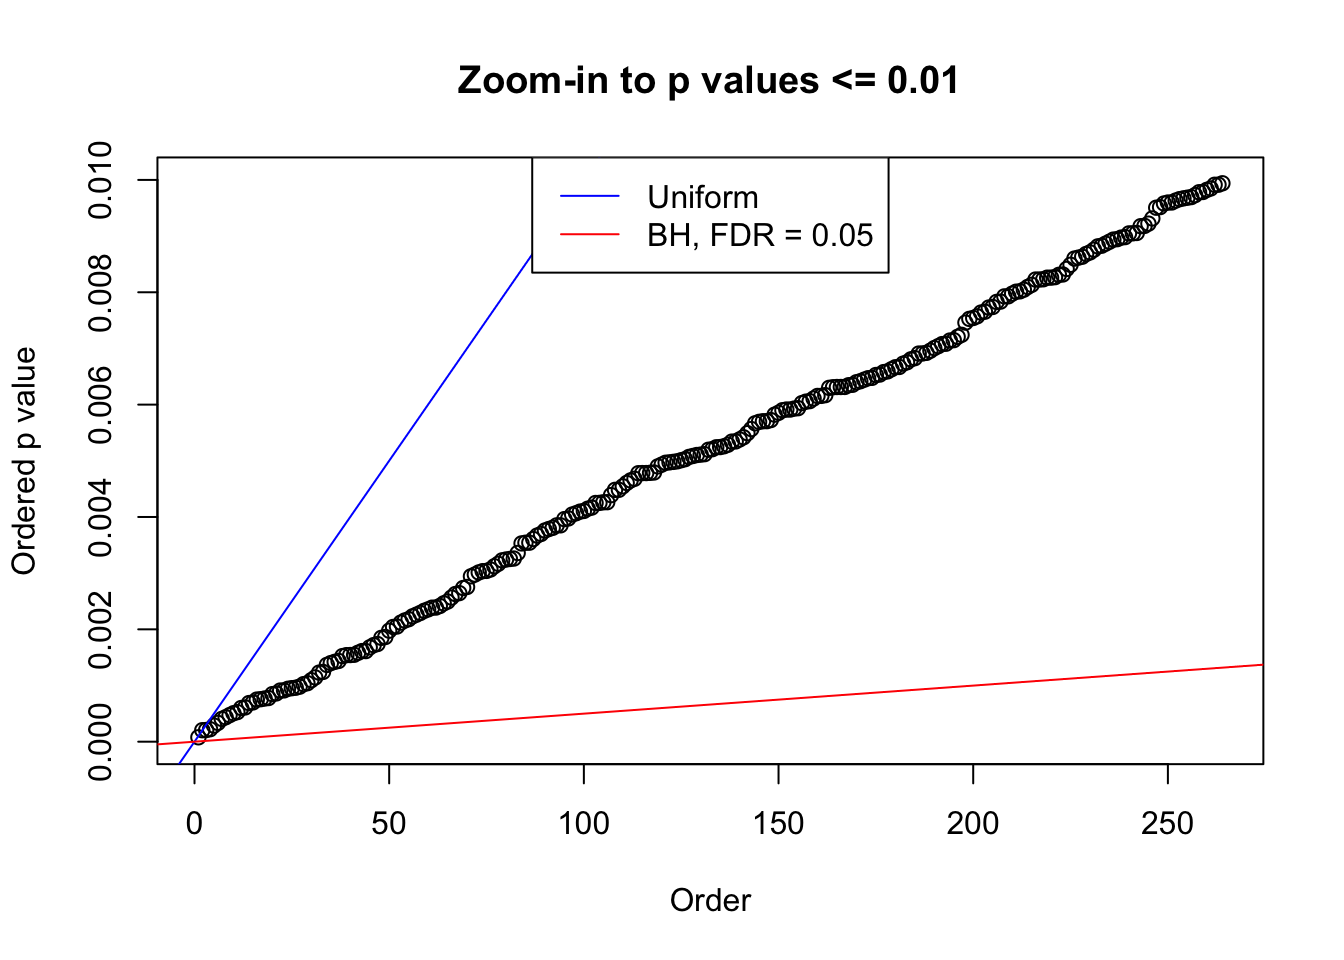 Zoom-in to p values <= 0.01
Uniform
BH, FDR = 0.05
Ordered p value
0.010
0.008
0.006
0.004
0.002
0.000
0 50 100 150 200 250
Order